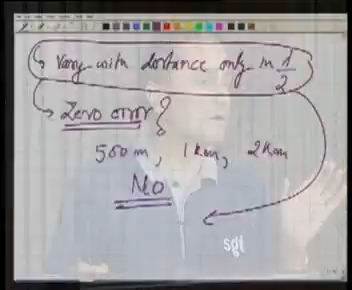 ↳ Vary with distance only in 1/2
↳ Zero error?
500 m, 1 km, 2 km
No
sgt